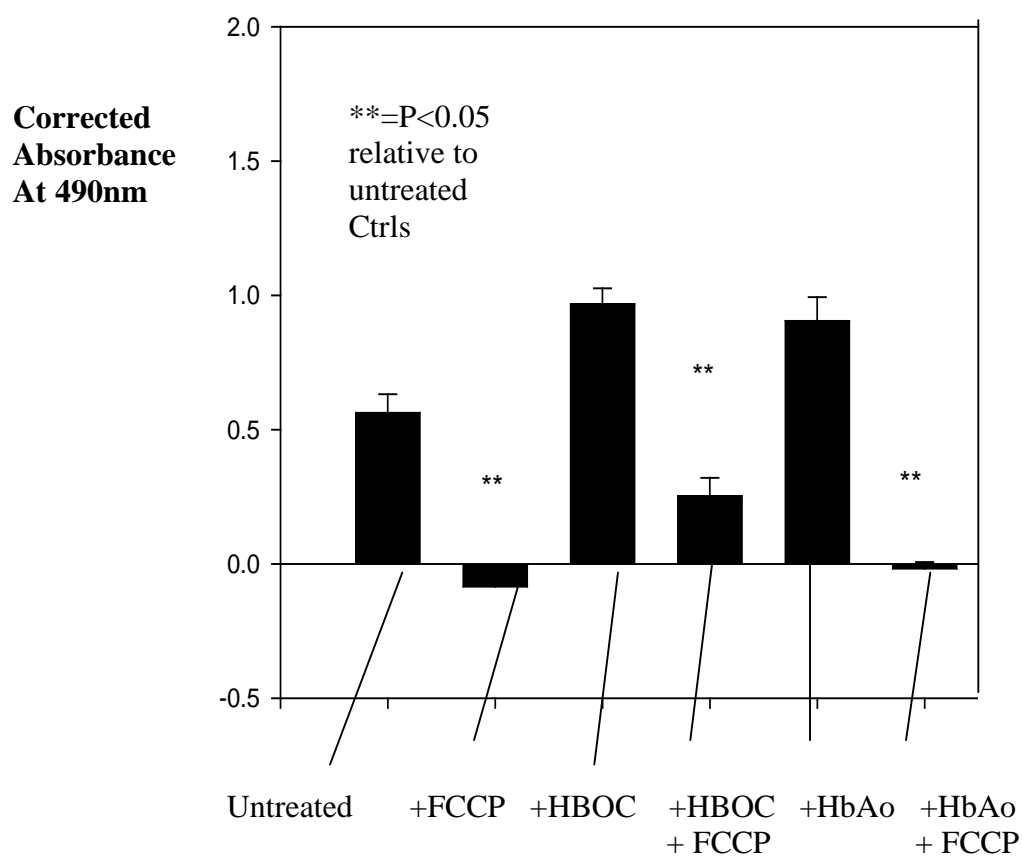 2.0
Corrected
Absorbance
At 490nm
**=P<0.05
relative to
untreated
Ctrls
1.5
1.0
**
0.5
**
**
0.0
-0.5
Untreated +FCCP +HBOC +HBOC +HbAo +HbAo
+ FCCP + FCCP